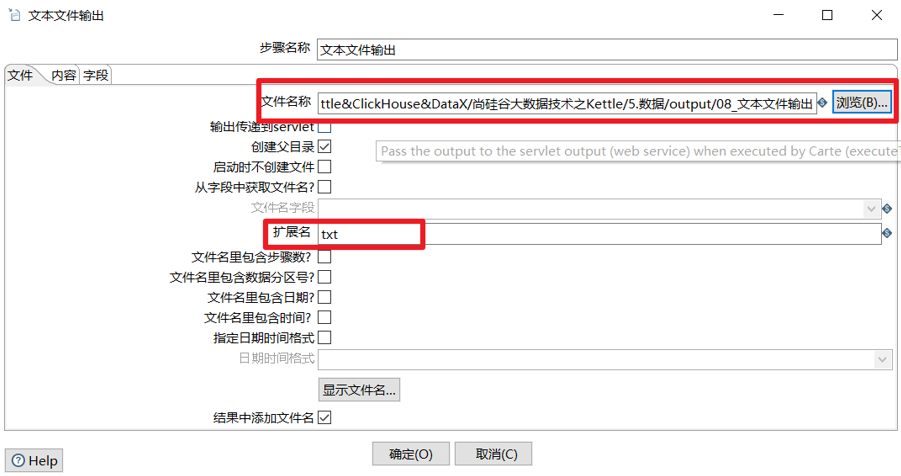 文本文件输出
步骤名称 文本文件输出
文件 内容 字段
文件名称 ttle&ClickHouse&DataX/尚硅谷大数据技术之Kettle/5.数据/output/08_文本文件输出 浏览(B)...
输出传递到servlet
创建父目录
Pass the output to the servlet output (web service) when executed by Carte (execute
启动时不创建文件
从字段中获取文件名?
文件名字段
扩展名 txt
文件名里包含步骤数?
文件名里包含数据分区号?
文件名里包含日期?
文件名里包含时间?
指定日期时间格式
日期时间格式
显示文件名...
结果中添加文件名
Help 确定(O) 取消(C)